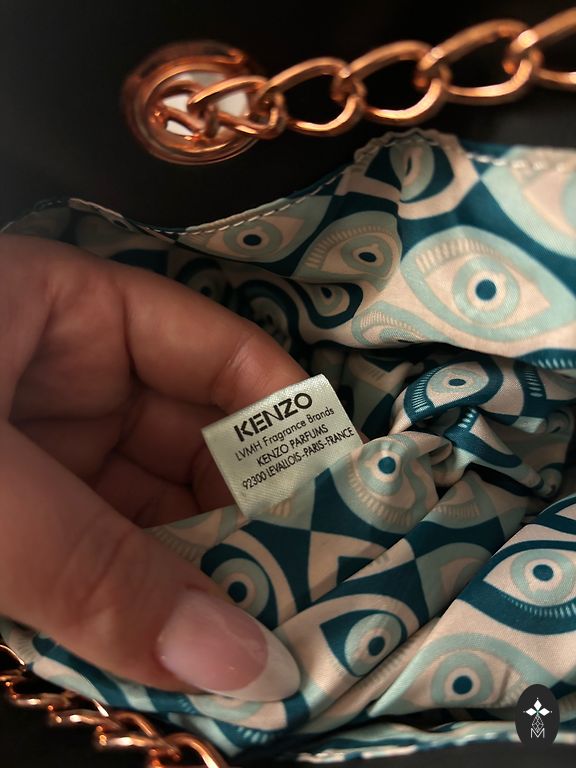 KENZO
LVMH Fragrance Brands
KENZO PARFUMS
92300 LEVALLOIS-PARIS-FRANCE
M